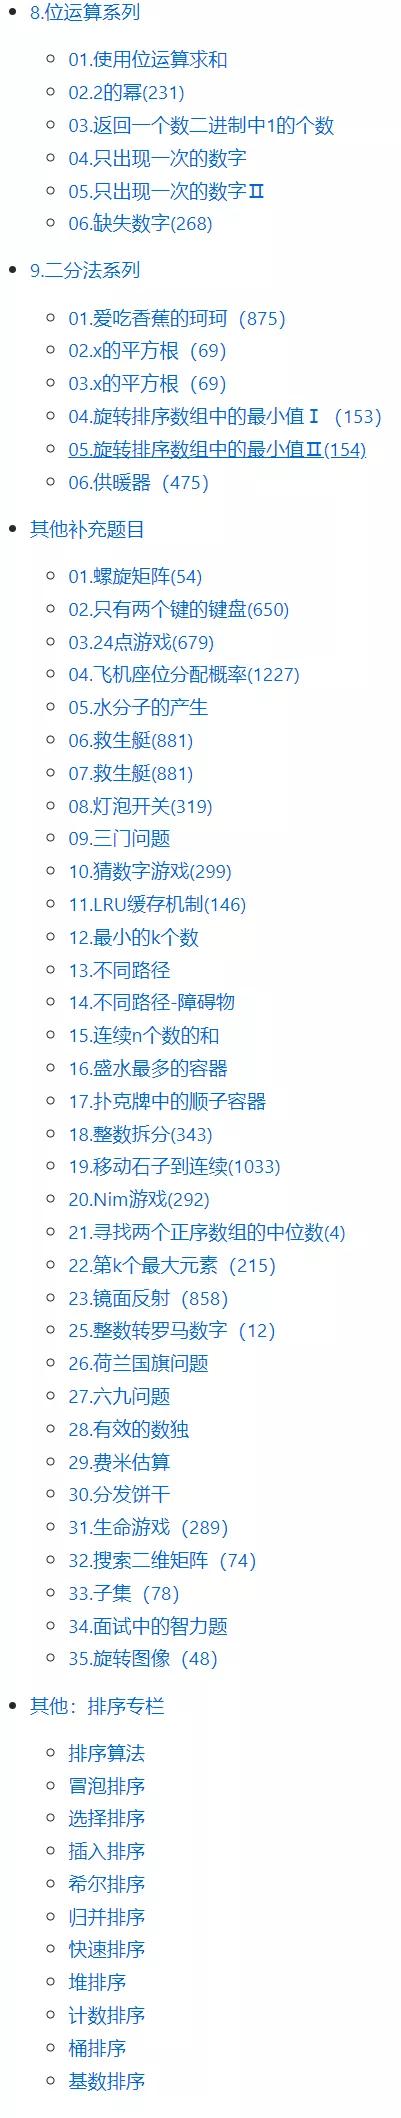 8.位运算系列
01.使用位运算求和
02.2的幂(231)
03.返回一个数二进制中1的个数
04.只出现一次的数字
05.只出现一次的数字Ⅱ
06.缺失数字(268)
9.二分法系列
01.爱吃香蕉的珂珂（875）
02.x的平方根（69）
03.x的平方根（69）
04.旋转排序数组中的最小值Ⅰ（153）
05.旋转排序数组中的最小值Ⅱ(154)
06.供暖器（475）
其他补充题目
01.螺旋矩阵(54)
02.只有两个键的键盘(650)
03.24点游戏(679)
04.飞机座位分配概率(1227)
05.水分子的产生
06.救生艇(881)
07.救生艇(881)
08.灯泡开关(319)
09.三门问题
10.猜数字游戏(299)
11.LRU缓存机制(146)
12.最小的k个数
13.不同路径
14.不同路径-障碍物
15.连续n个数的和
16.盛水最多的容器
17.扑克牌中的顺子容器
18.整数拆分(343)
19.移动石子到连续(1033)
20.Nim游戏(292)
21.寻找两个正序数组的中位数(4)
22.第k个最大元素（215）
23.镜面反射（858）
25.整数转罗马数字（12）
26.荷兰国旗问题
27.六九问题
28.有效的数独
29.费米估算
30.分发饼干
31.生命游戏（289）
32.搜索二维矩阵（74）
33.子集（78）
34.面试中的智力题
35.旋转图像（48）
其他：排序专栏
排序算法
冒泡排序
选择排序
插入排序
希尔排序
归并排序
快速排序
堆排序
计数排序
桶排序
基数排序